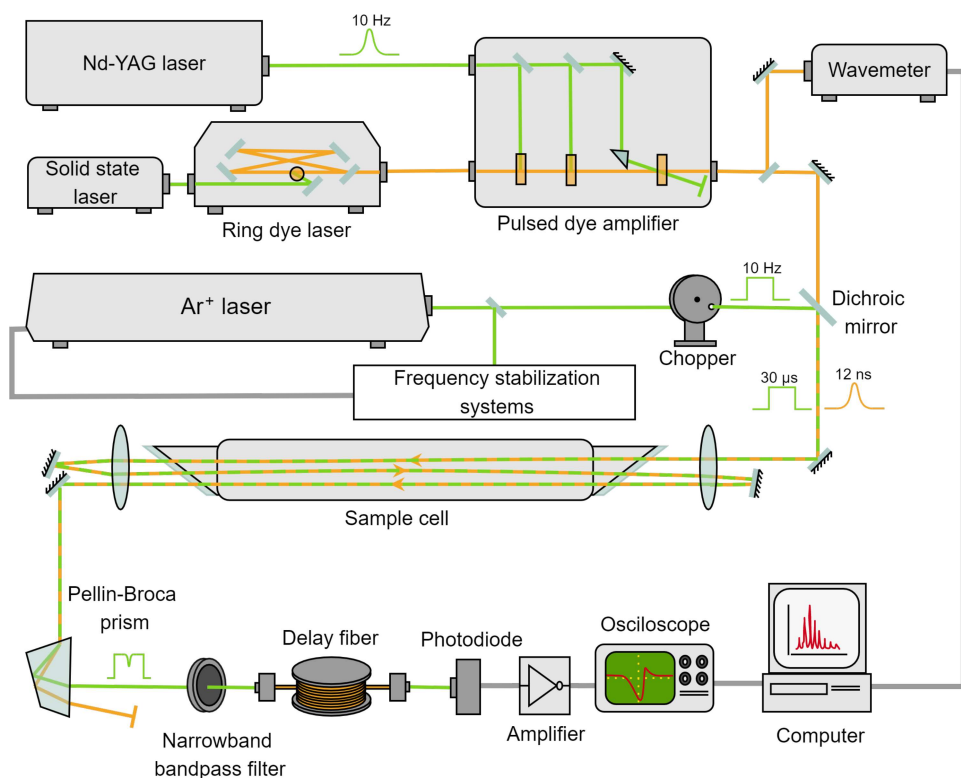 10 Hz
Nd-YAG laser
Wavemeter
Solid state
laser
Ring dye laser
Pulsed dye amplifier
Ar⁺ laser
10 Hz
Dichroic
mirror
Chopper
Frequency stabilization
systems
30 µs
12 ns
Sample cell
Pellin-Broca
prism
Delay fiber
Photodiode
Osciloscope
Narrowband
bandpass filter
Amplifier
Computer